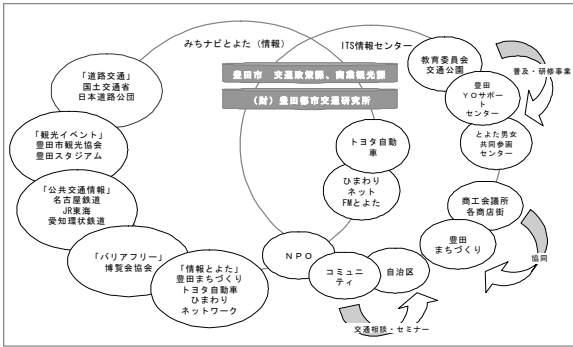 みちナビとよた（情報）
ITS情報センター
豊田市　交通政策課、商業観光課
（財）豊田都市交通研究所
「道路交通」
国土交通省
日本道路公団
「観光イベント」
豊田市観光協会
豊田スタジアム
「公共交通情報」
名古屋鉄道
JR東海
愛知環状鉄道
「バリアフリー」
博覧会協会
「情報とよた」
豊田まちづくり
トヨタ自動車
ひまわり
ネットワーク
NPO
コミュニ
ティ
自治区
豊田
まちづくり
商工会議所
各商店街
とよた男女
共同参画
センター
豊田
YOサポート
センター
教育委員会
交通公園
トヨタ自動
車
ひまわり
ネット
FMとよた
普及・研修事業
協同
交通相談・セミナー